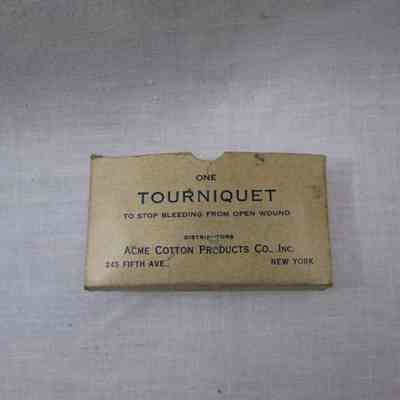 ONE
TOURNIQUET
TO STOP BLEEDING FROM OPEN WOUND
DISTRIBUTORS
ACME COTTON PRODUCTS CO., INC.
245 FIFTH AVE., NEW YORK